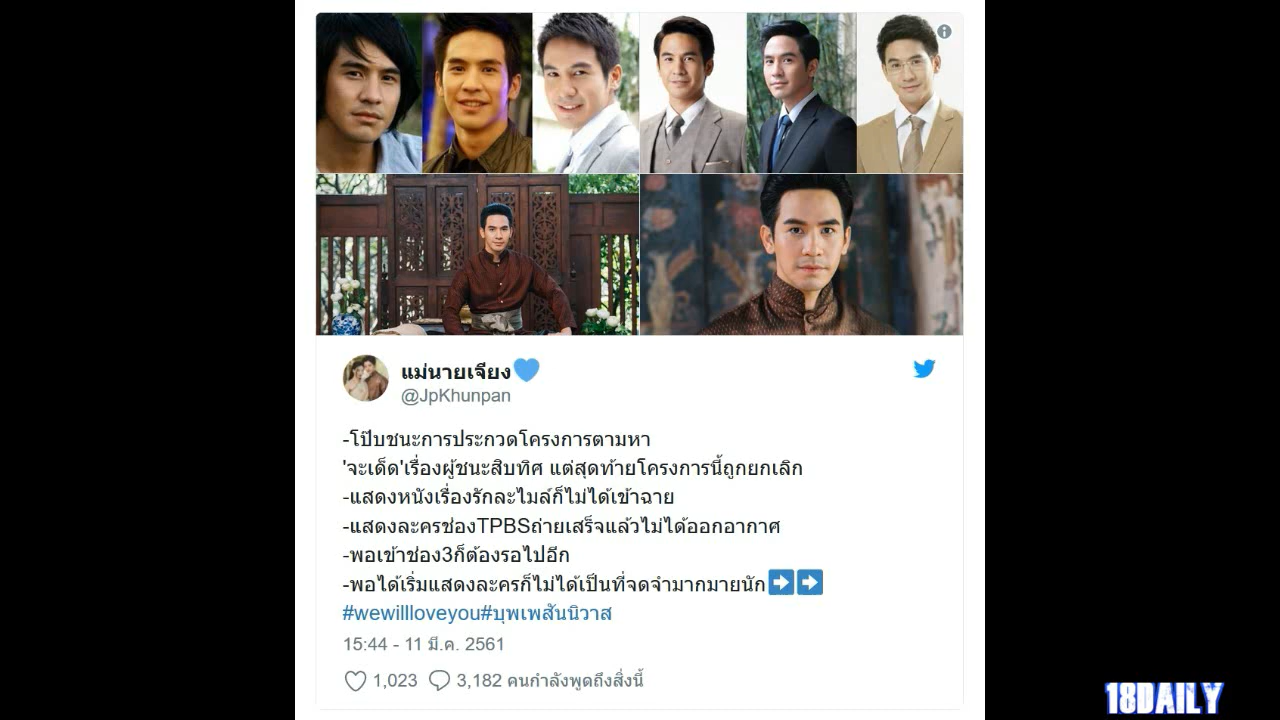 แม่นายเจียง💙
@JpKhunpan
-โป๊บชนะการประกวดโครงการตามหา
'จะเด็ด'เรื่องผู้ชนะสิบทิศ แต่สุดท้ายโครงการนี้ถูกยกเลิก
-แสดงหนังเรื่องรักละไมล์ก็ไม่ได้เข้าฉาย
-แสดงละครช่องTPBSถ่ายเสร็จแล้วไม่ได้ออกอากาศ
-พอเข้าช่อง3ก็ต้องรอไปอีก
-พอได้เริ่มแสดงละครก็ไม่ได้เป็นที่จดจำมากมายนัก➡➡
#wewillloveyou#บุพเพสันนิวาส
15:44 - 11 มี.ค. 2561
1,023 3,182 คนกำลังพูดถึงสิ่งนี้
18DAILY